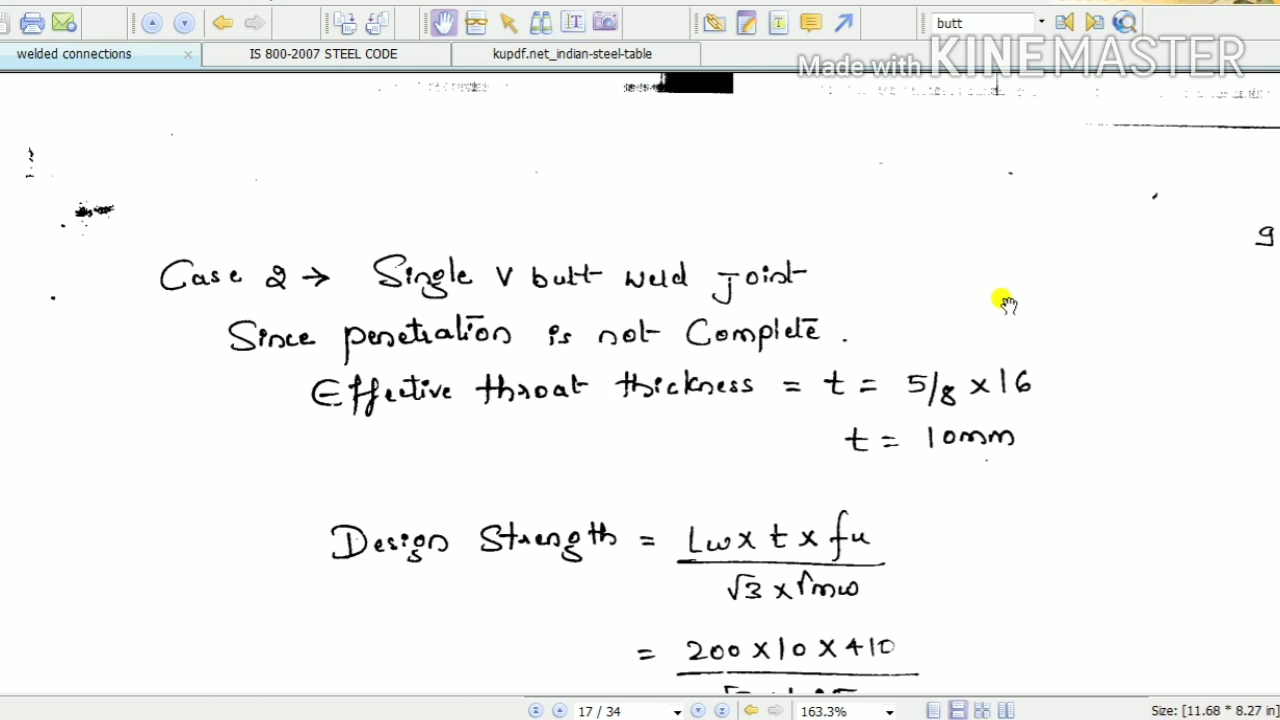 butt
welded connections × IS 800-2007 STEEL CODE kupdf.net_indian-steel-table
Made with KINEMASTER
9
Case 2 → Single V butt weld Joint
Since penetration is not Complete.
Effective throat thickness = t = 5/8 × 16
t = 10mm
Design Strength = Lw x t x fu
√3 × γmw
= 200 × 10 × 410
17 / 34 163.3% Size: [11.68 * 8.27 in]